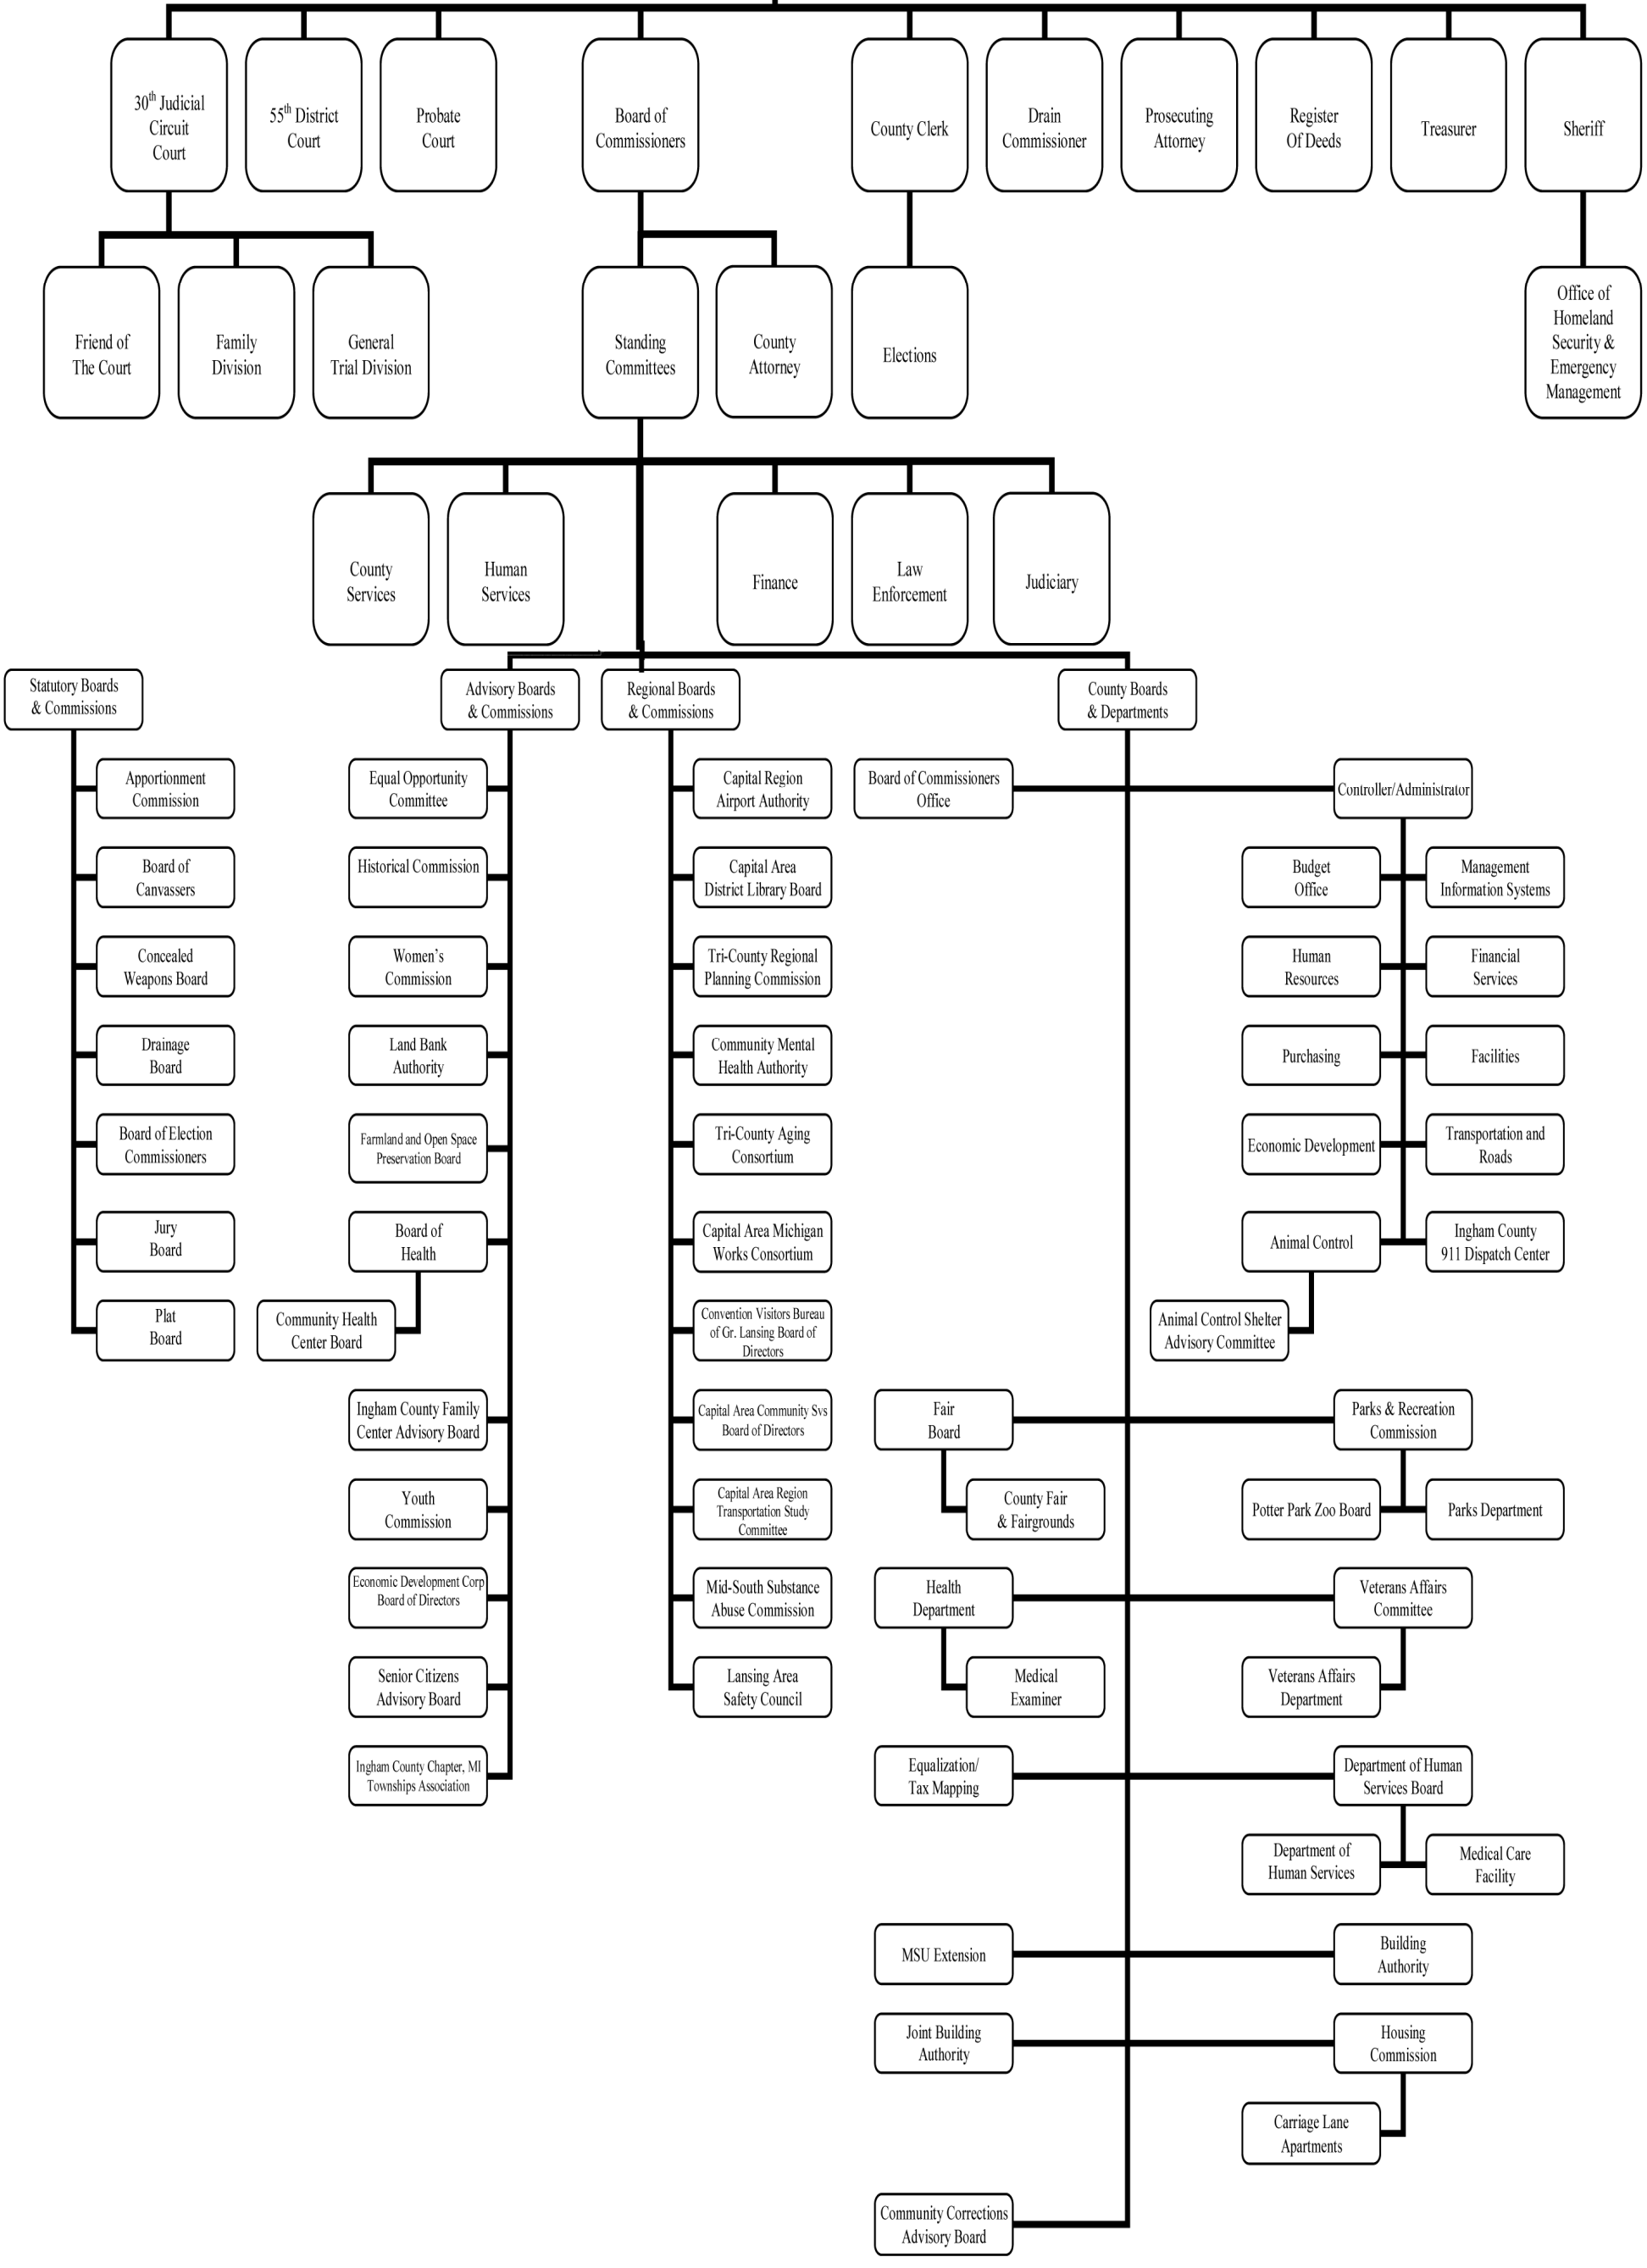 30th Judicial
Circuit
Court
55th District
Court
Probate
Court
Board of
Commissioners
County Clerk
Drain
Commissioner
Prosecuting
Attorney
Register
Of Deeds
Treasurer
Sheriff
Friend of
The Court
Family
Division
General
Trial Division
Standing
Committees
County
Attorney
Elections
Office of
Homeland
Security &
Emergency
Management
County
Services
Human
Services
Finance
Law
Enforcement
Judiciary
Statutory Boards
& Commissions
Advisory Boards
& Commissions
Regional Boards
& Commissions
County Boards
& Departments
Apportionment
Commission
Board of
Canvassers
Concealed
Weapons Board
Drainage
Board
Board of Election
Commissioners
Jury
Board
Plat
Board
Equal Opportunity
Committee
Historical Commission
Women’s
Commission
Land Bank
Authority
Farmland and Open Space
Preservation Board
Board of
Health
Community Health
Center Board
Ingham County Family
Center Advisory Board
Youth
Commission
Economic Development Corp
Board of Directors
Senior Citizens
Advisory Board
Ingham County Chapter, MI
Townships Association
Capital Region
Airport Authority
Capital Area
District Library Board
Tri-County Regional
Planning Commission
Community Mental
Health Authority
Tri-County Aging
Consortium
Capital Area Michigan
Works Consortium
Convention Visitors Bureau
of Gr. Lansing Board of
Directors
Capital Area Community Svs
Board of Directors
Capital Area Region
Transportation Study
Committee
Mid-South Substance
Abuse Commission
Lansing Area
Safety Council
Board of Commissioners
Office
Controller/Administrator
Budget
Office
Management
Information Systems
Human
Resources
Financial
Services
Purchasing
Facilities
Economic Development
Transportation and
Roads
Animal Control
Ingham County
911 Dispatch Center
Animal Control Shelter
Advisory Committee
Fair
Board
Parks & Recreation
Commission
County Fair
& Fairgrounds
Potter Park Zoo Board
Parks Department
Health
Department
Veterans Affairs
Committee
Medical
Examiner
Veterans Affairs
Department
Equalization/
Tax Mapping
Department of Human
Services Board
Department of
Human Services
Medical Care
Facility
MSU Extension
Building
Authority
Joint Building
Authority
Housing
Commission
Carriage Lane
Apartments
Community Corrections
Advisory Board